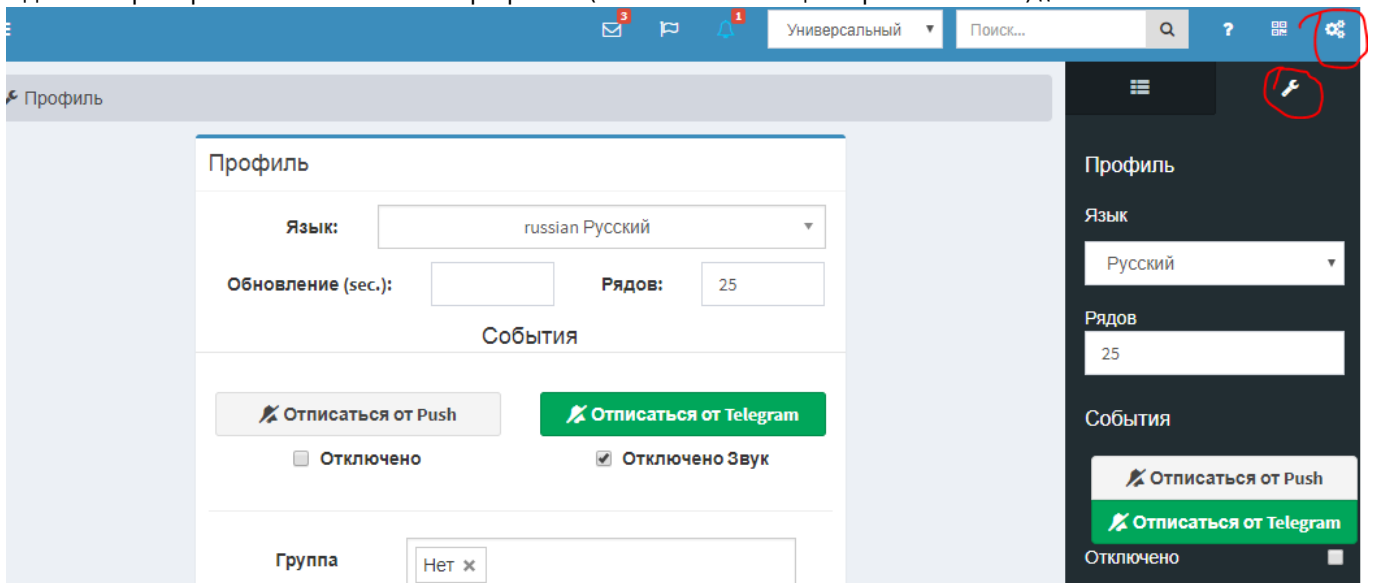 3
1
Универсальный
Поиск...
?
Профиль
Профиль
Язык:
russian Русский
Обновление (sec.):
Рядов:
25
События
Отписаться от Push
Отписаться от Telegram
Отключено
Отключено Звук
Группа
Нет ×
Профиль
Язык
Русский
Рядов
25
События
Отписаться от Push
Отписаться от Telegram
Отключено